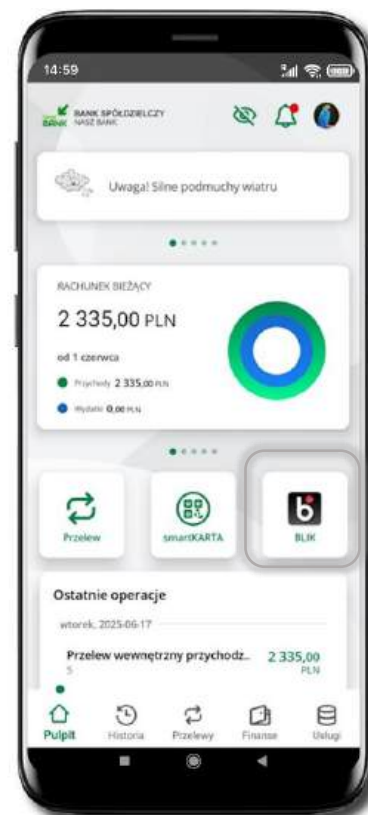 14:59
BANK SPÓŁDZIELCZY
BANK NASZ BANK
Uwaga! Silne podmuchy wiatru
RACHUNEK BIEŻĄCY
2 335,00 PLN
od 1 czerwca
Przychody 2 335,00 PLN
Wydatki 0,00 PLN
Przelew
smartKARTA
BLIK
Ostatnie operacje
wtorek, 2025-06-17
Przelew wewnętrzny przychodz.. 2 335,00
S PLN
Pulpit Historia Przelewy Finanse Usługi